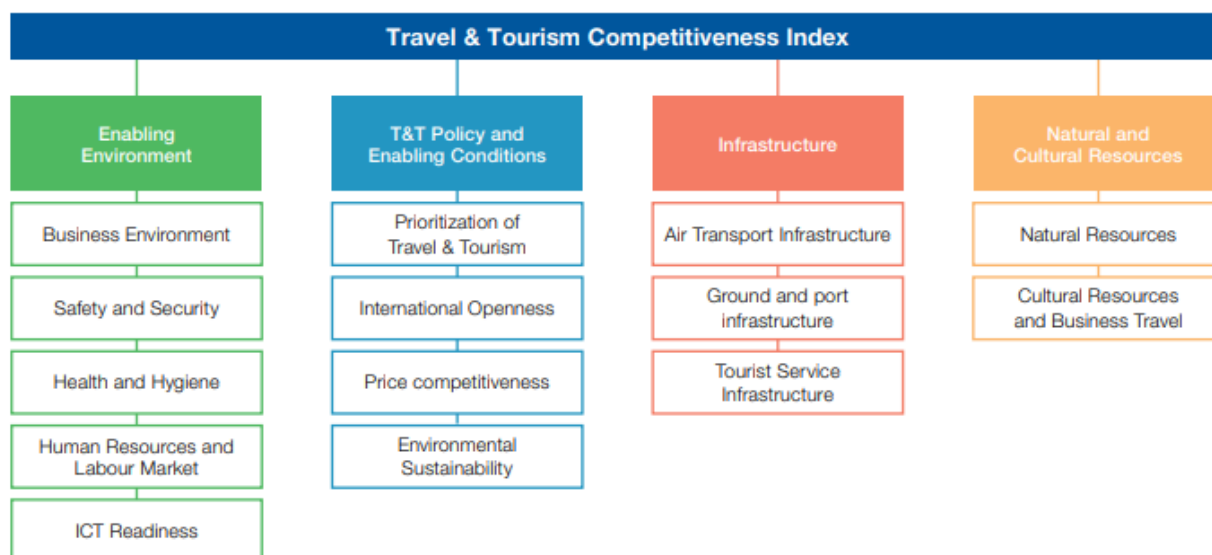 Travel & Tourism Competitiveness Index
Enabling
Environment
Business Environment
Safety and Security
Health and Hygiene
Human Resources and
Labour Market
ICT Readiness
T&T Policy and
Enabling Conditions
Prioritization of
Travel & Tourism
International Openness
Price competitiveness
Environmental
Sustainability
Infrastructure
Air Transport Infrastructure
Ground and port
infrastructure
Tourist Service
Infrastructure
Natural and
Cultural Resources
Natural Resources
Cultural Resources
and Business Travel